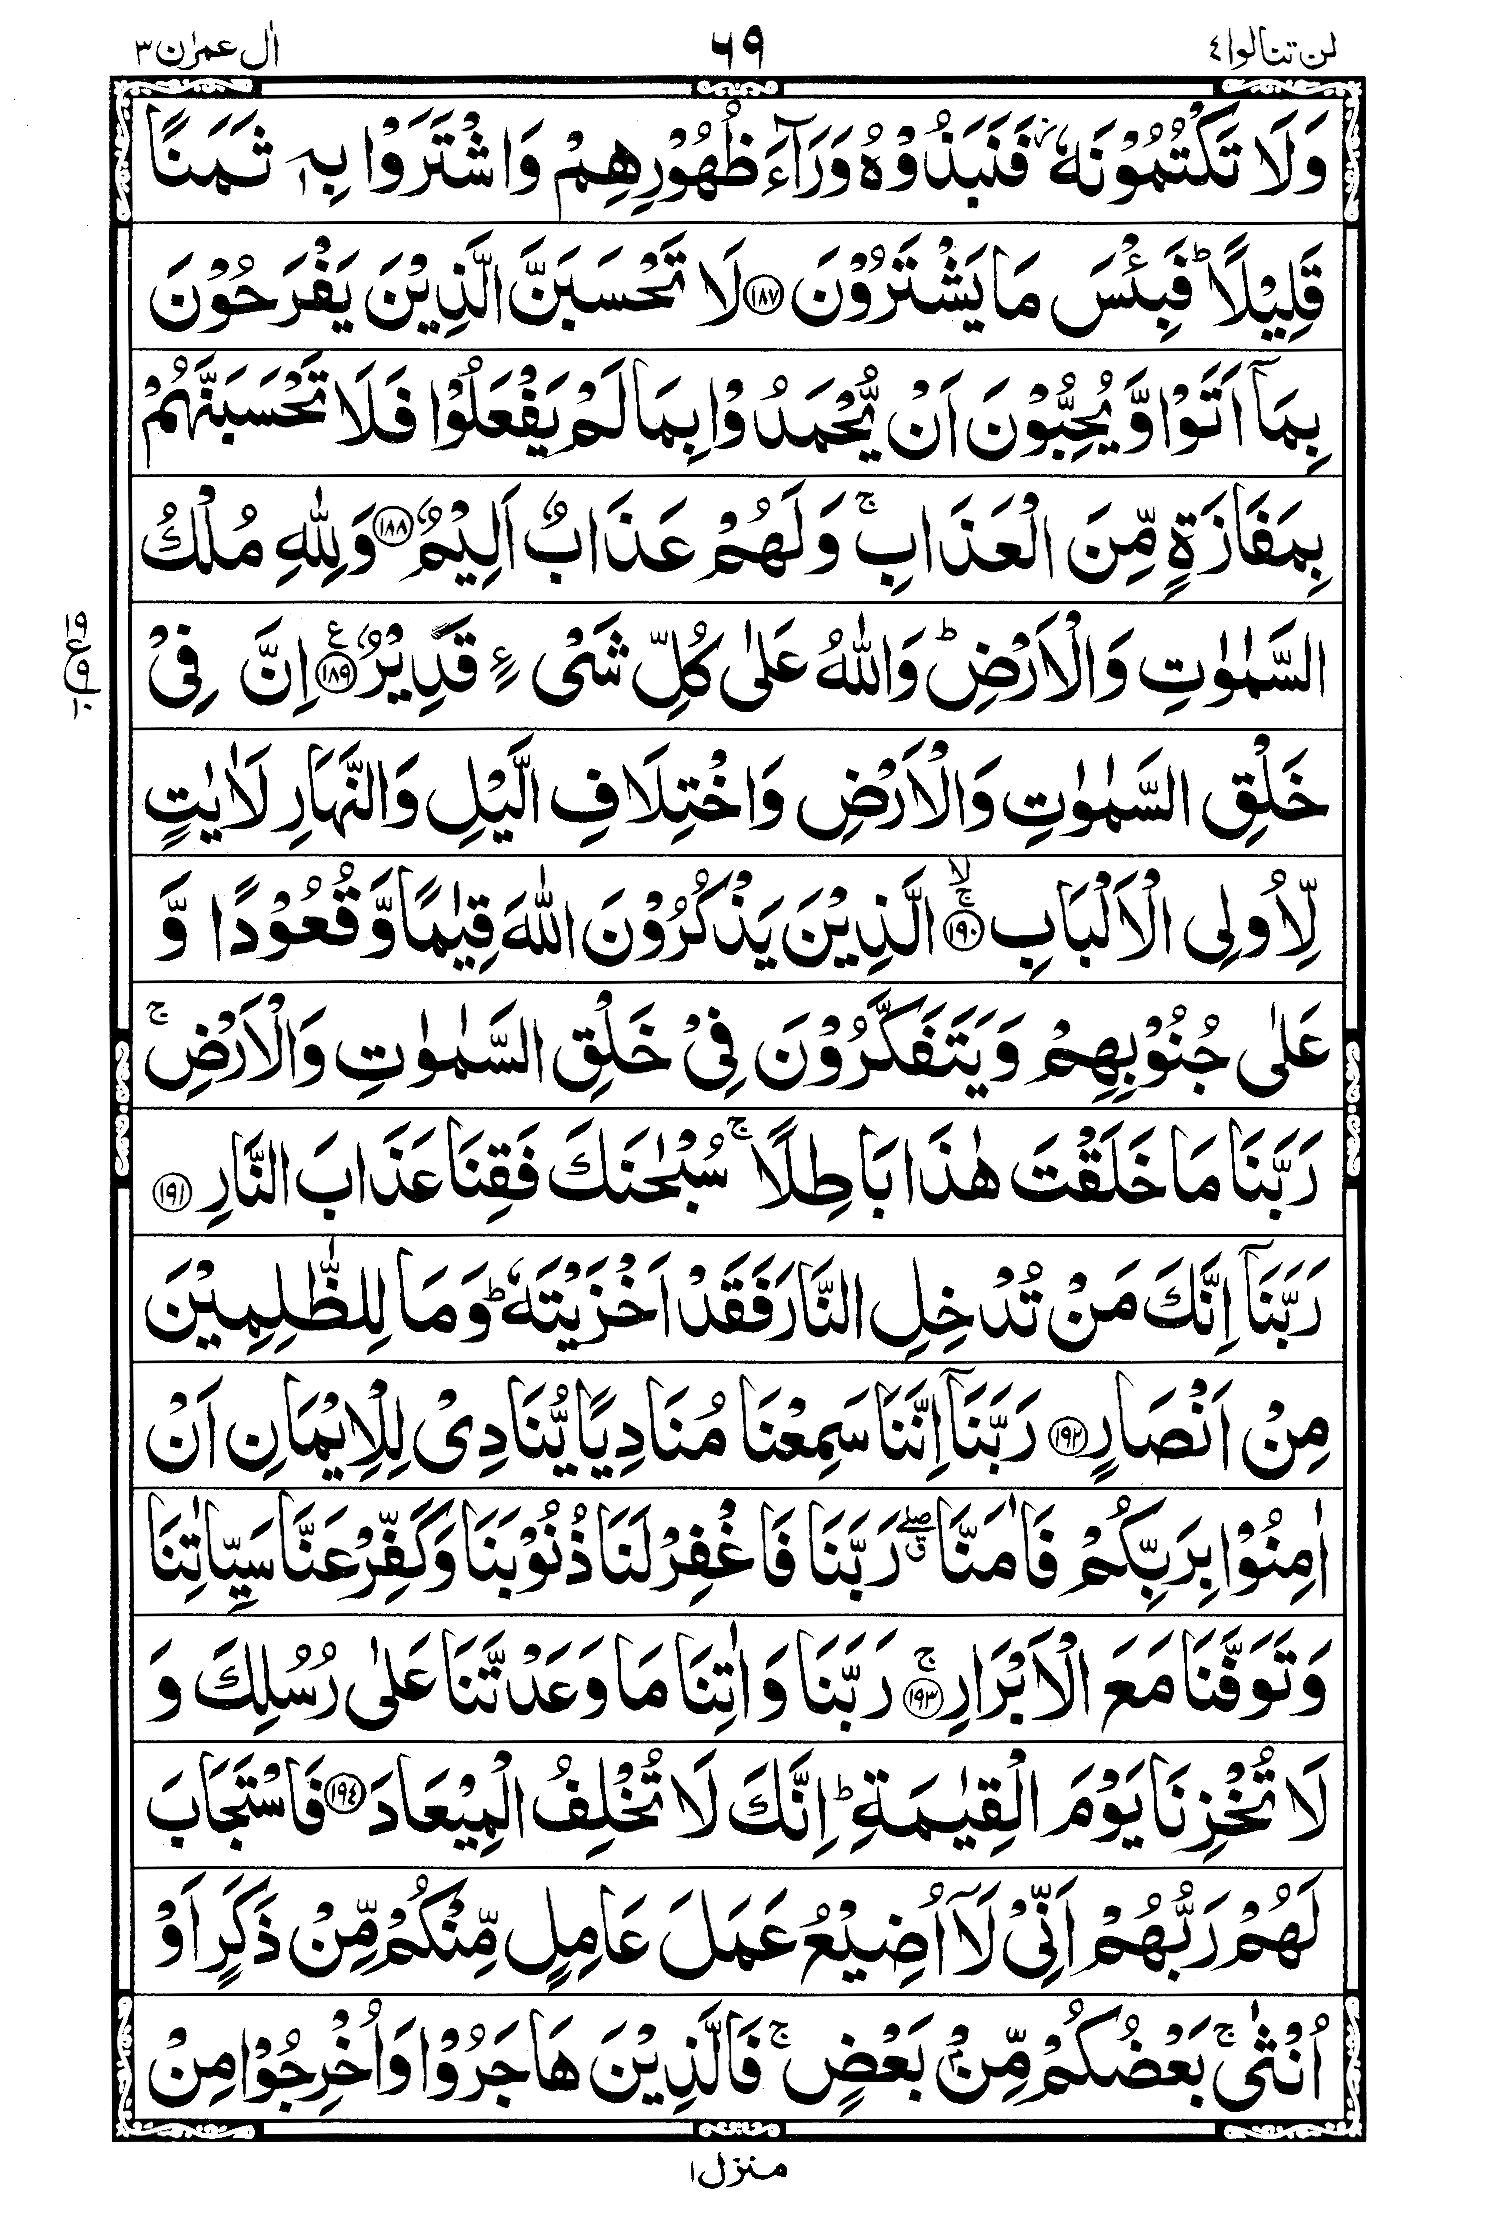 لن تنالوا ٤ ٦٩ اٰل عمرٰن ٣
وَلَا تَكْتُمُوْنَهٗ ز فَنَبَذُوْهُ وَرَآءَ ظُهُوْرِهِمْ وَاشْتَرَوْا بِهٖ ثَمَنًا
قَلِيْلًا ؕ فَبِئْسَ مَا يَشْتَرُوْنَ ١٨٧ لَا تَحْسَبَنَّ الَّذِيْنَ يَفْرَحُوْنَ
بِمَآ اَتَوْا وَّ يُحِبُّوْنَ اَنْ يُّحْمَدُوْا بِمَا لَمْ يَفْعَلُوْا فَلَا تَحْسَبَنَّهُمْ
بِمَفَازَةٍ مِّنَ الْعَذَابِ ۚ وَلَهُمْ عَذَابٌ اَلِيْمٌ ١٨٨ وَلِلّٰهِ مُلْكُ
السَّمٰوٰتِ وَالْاَرْضِ ؕ وَاللّٰهُ عَلٰى كُلِّ شَىْءٍ قَدِيْرٌ ١٨٩ ع اِنَّ فِىْ
خَلْقِ السَّمٰوٰتِ وَالْاَرْضِ وَاخْتِلَافِ الَّيْلِ وَالنَّهَارِ لَاٰيٰتٍ
لِّاُولِى الْاَلْبَابِ ١٩٠ ۚۙ الَّذِيْنَ يَذْكُرُوْنَ اللّٰهَ قِيٰمًا وَّقُعُوْدًا وَّ
عَلٰى جُنُوْبِهِمْ وَيَتَفَكَّرُوْنَ فِىْ خَلْقِ السَّمٰوٰتِ وَالْاَرْضِ ۚ
رَبَّنَا مَا خَلَقْتَ هٰذَا بَاطِلًا ۚ سُبْحٰنَكَ فَقِنَا عَذَابَ النَّارِ ١٩١
رَبَّنَآ اِنَّكَ مَنْ تُدْخِلِ النَّارَ فَقَدْ اَخْزَيْتَهٗ ؕ وَمَا لِلظّٰلِمِيْنَ
مِنْ اَنْصَارٍ ١٩٢ رَبَّنَآ اِنَّنَا سَمِعْنَا مُنَادِيًا يُّنَادِىْ لِلْاِيْمَانِ اَنْ
اٰمِنُوْا بِرَبِّكُمْ فَاٰمَنَّا ۖق رَبَّنَا فَاغْفِرْ لَنَا ذُنُوْبَنَا وَكَفِّرْ عَنَّا سَيِّاٰتِنَا
وَتَوَفَّنَا مَعَ الْاَبْرَارِ ١٩٣ ۚ رَبَّنَا وَاٰتِنَا مَا وَعَدْتَّنَا عَلٰى رُسُلِكَ وَ
لَا تُخْزِنَا يَوْمَ الْقِيٰمَةِ ؕ اِنَّكَ لَا تُخْلِفُ الْمِيْعَادَ ١٩٤ فَاسْتَجَابَ
لَهُمْ رَبُّهُمْ اَنِّىْ لَآ اُضِيْعُ عَمَلَ عَامِلٍ مِّنْكُمْ مِّنْ ذَكَرٍ اَوْ
اُنْثٰى ۚ بَعْضُكُمْ مِّنْۢ بَعْضٍ ۚ فَالَّذِيْنَ هَاجَرُوْا وَاُخْرِجُوْا مِنْ
منزل ١